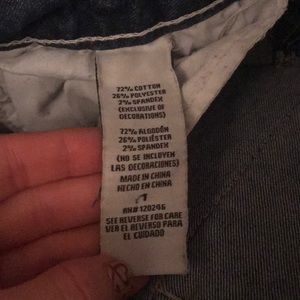 72% COTTON
26% POLYESTER
2% SPANDEX
(EXCLUSIVE OF
DECORATIONS)
72% ALGODÓN
26% POLIÉSTER
2% SPANDEX
(NO SE INCLUYEN
LAS DECORACIONES)
MADE IN CHINA
HECHO EN CHINA
1
RN# 120246
SEE REVERSE FOR CARE
VER EL REVERSO PARA
EL CUIDADO